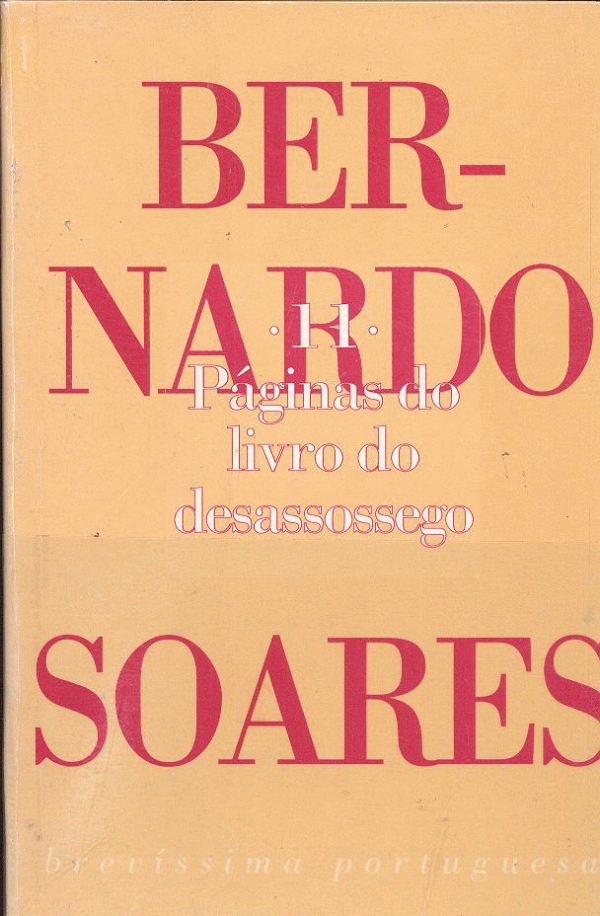 BER-
NARDO
·11·
Páginas do
livro do
desassossego
SOARES
brevíssima portuguesa